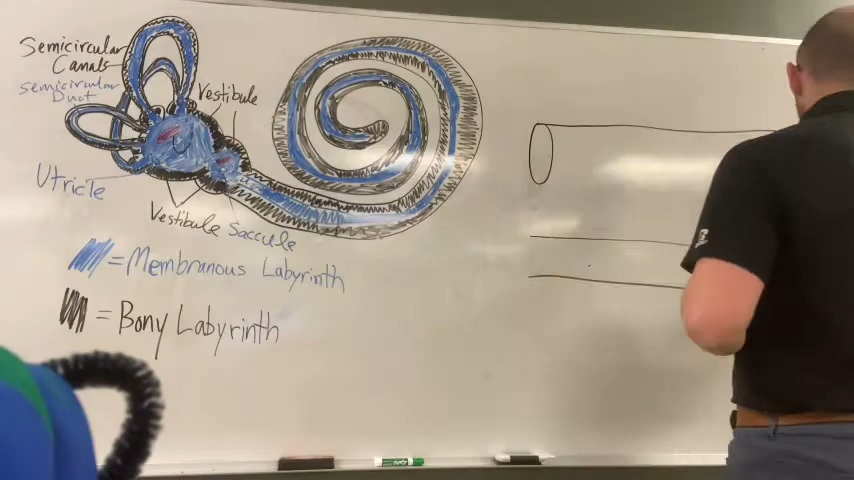 Semicircular
Canals
semicircular
Duct
Vestibule
Utricle
Vestibule
Saccule
= Membranous Labyrinth
= Bony Labyrinth